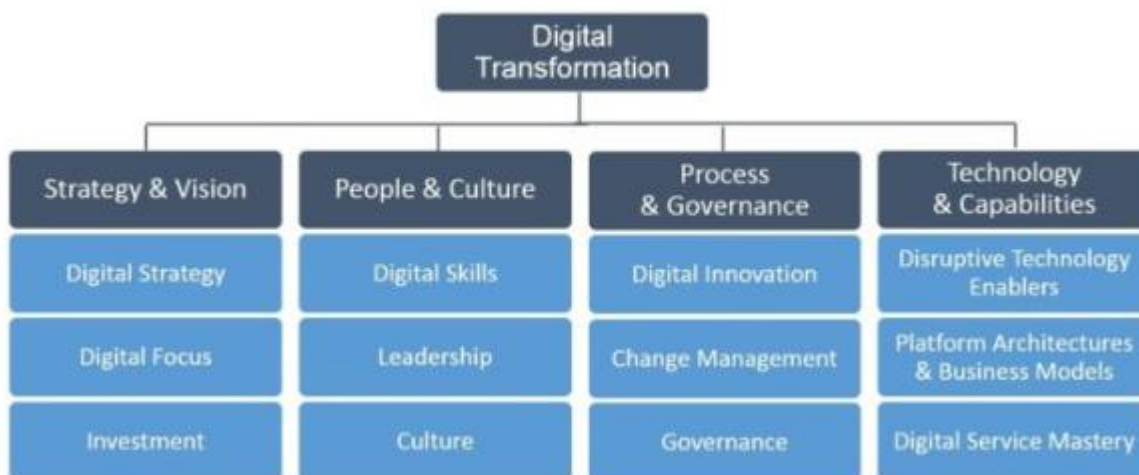 Digital
Transformation
Strategy & Vision
People & Culture
Process
& Governance
Technology
& Capabilities
Digital Strategy
Digital Skills
Digital Innovation
Disruptive Technology
Enablers
Digital Focus
Leadership
Change Management
Platform Architectures
& Business Models
Investment
Culture
Governance
Digital Service Mastery